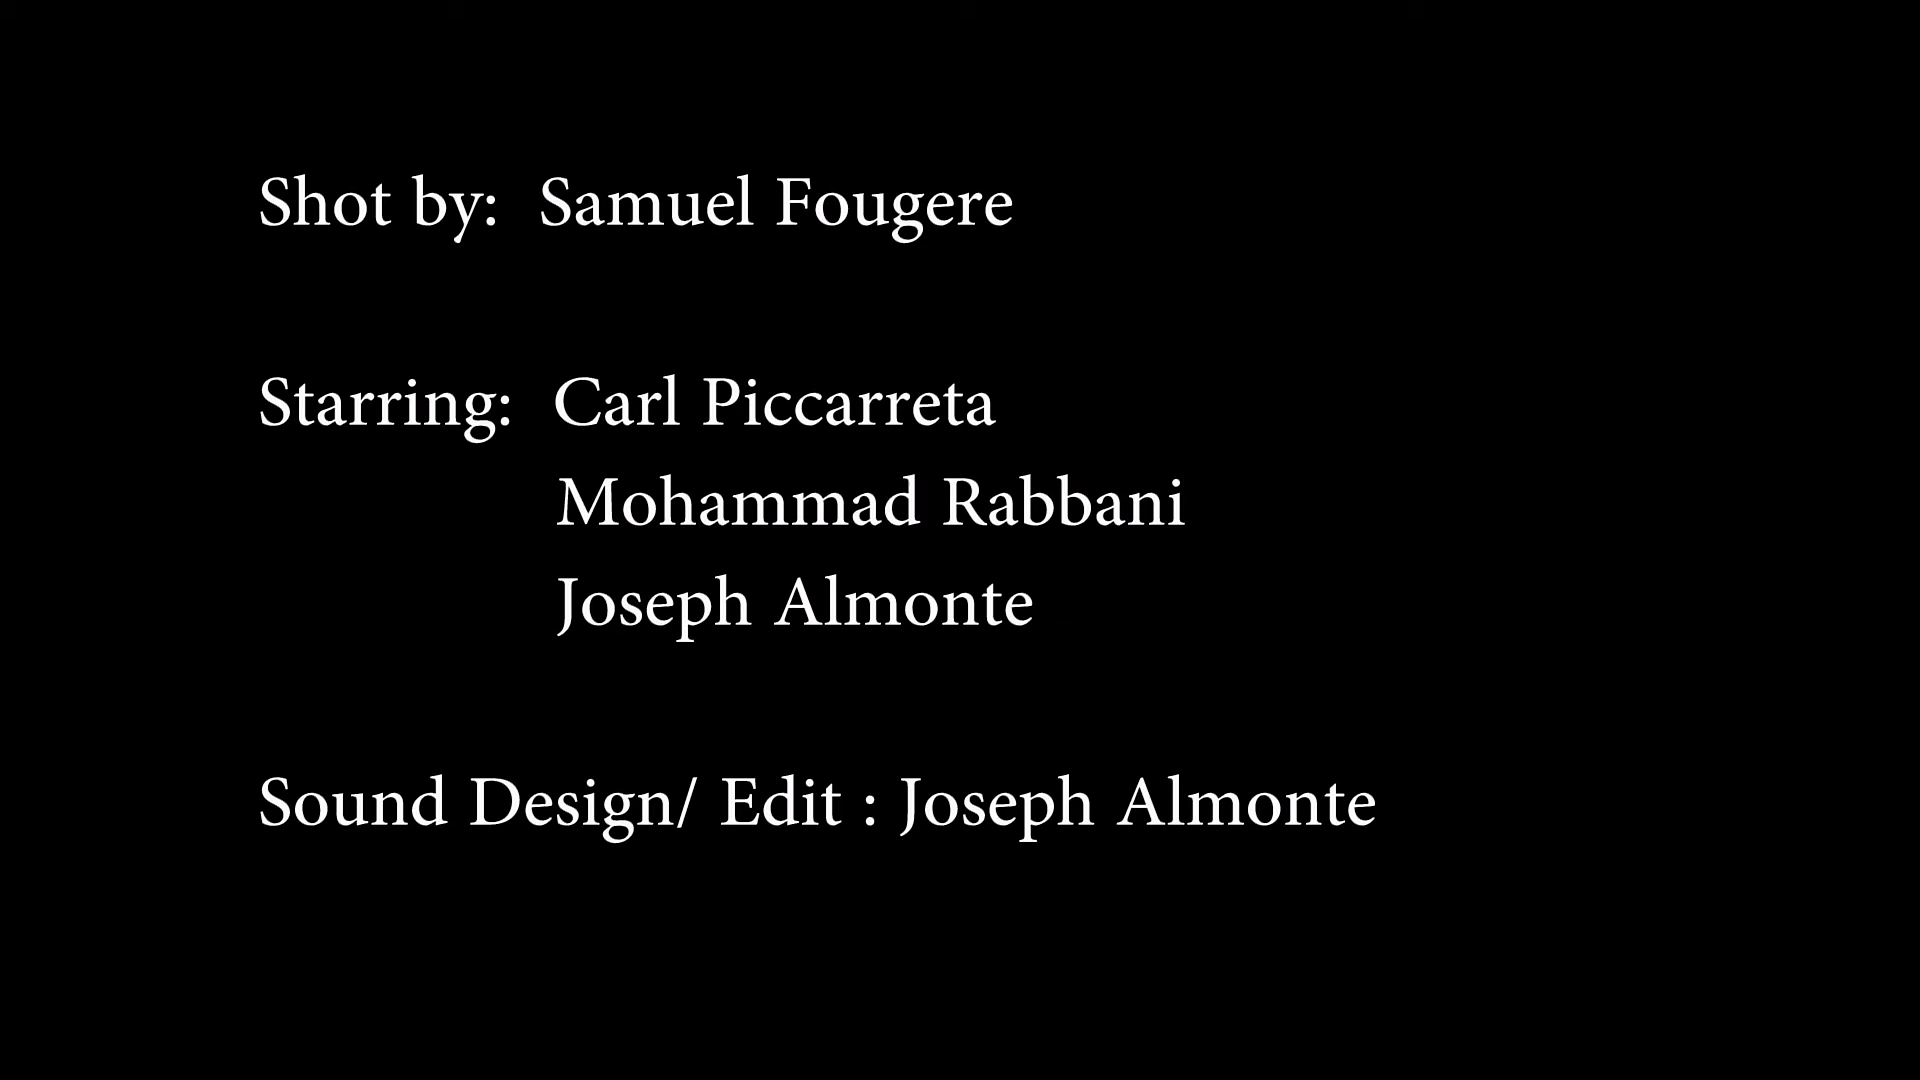 Shot by:  Samuel Fougere
Starring:  Carl Piccarreta
Mohammad Rabbani
Joseph Almonte
Sound Design/ Edit : Joseph Almonte